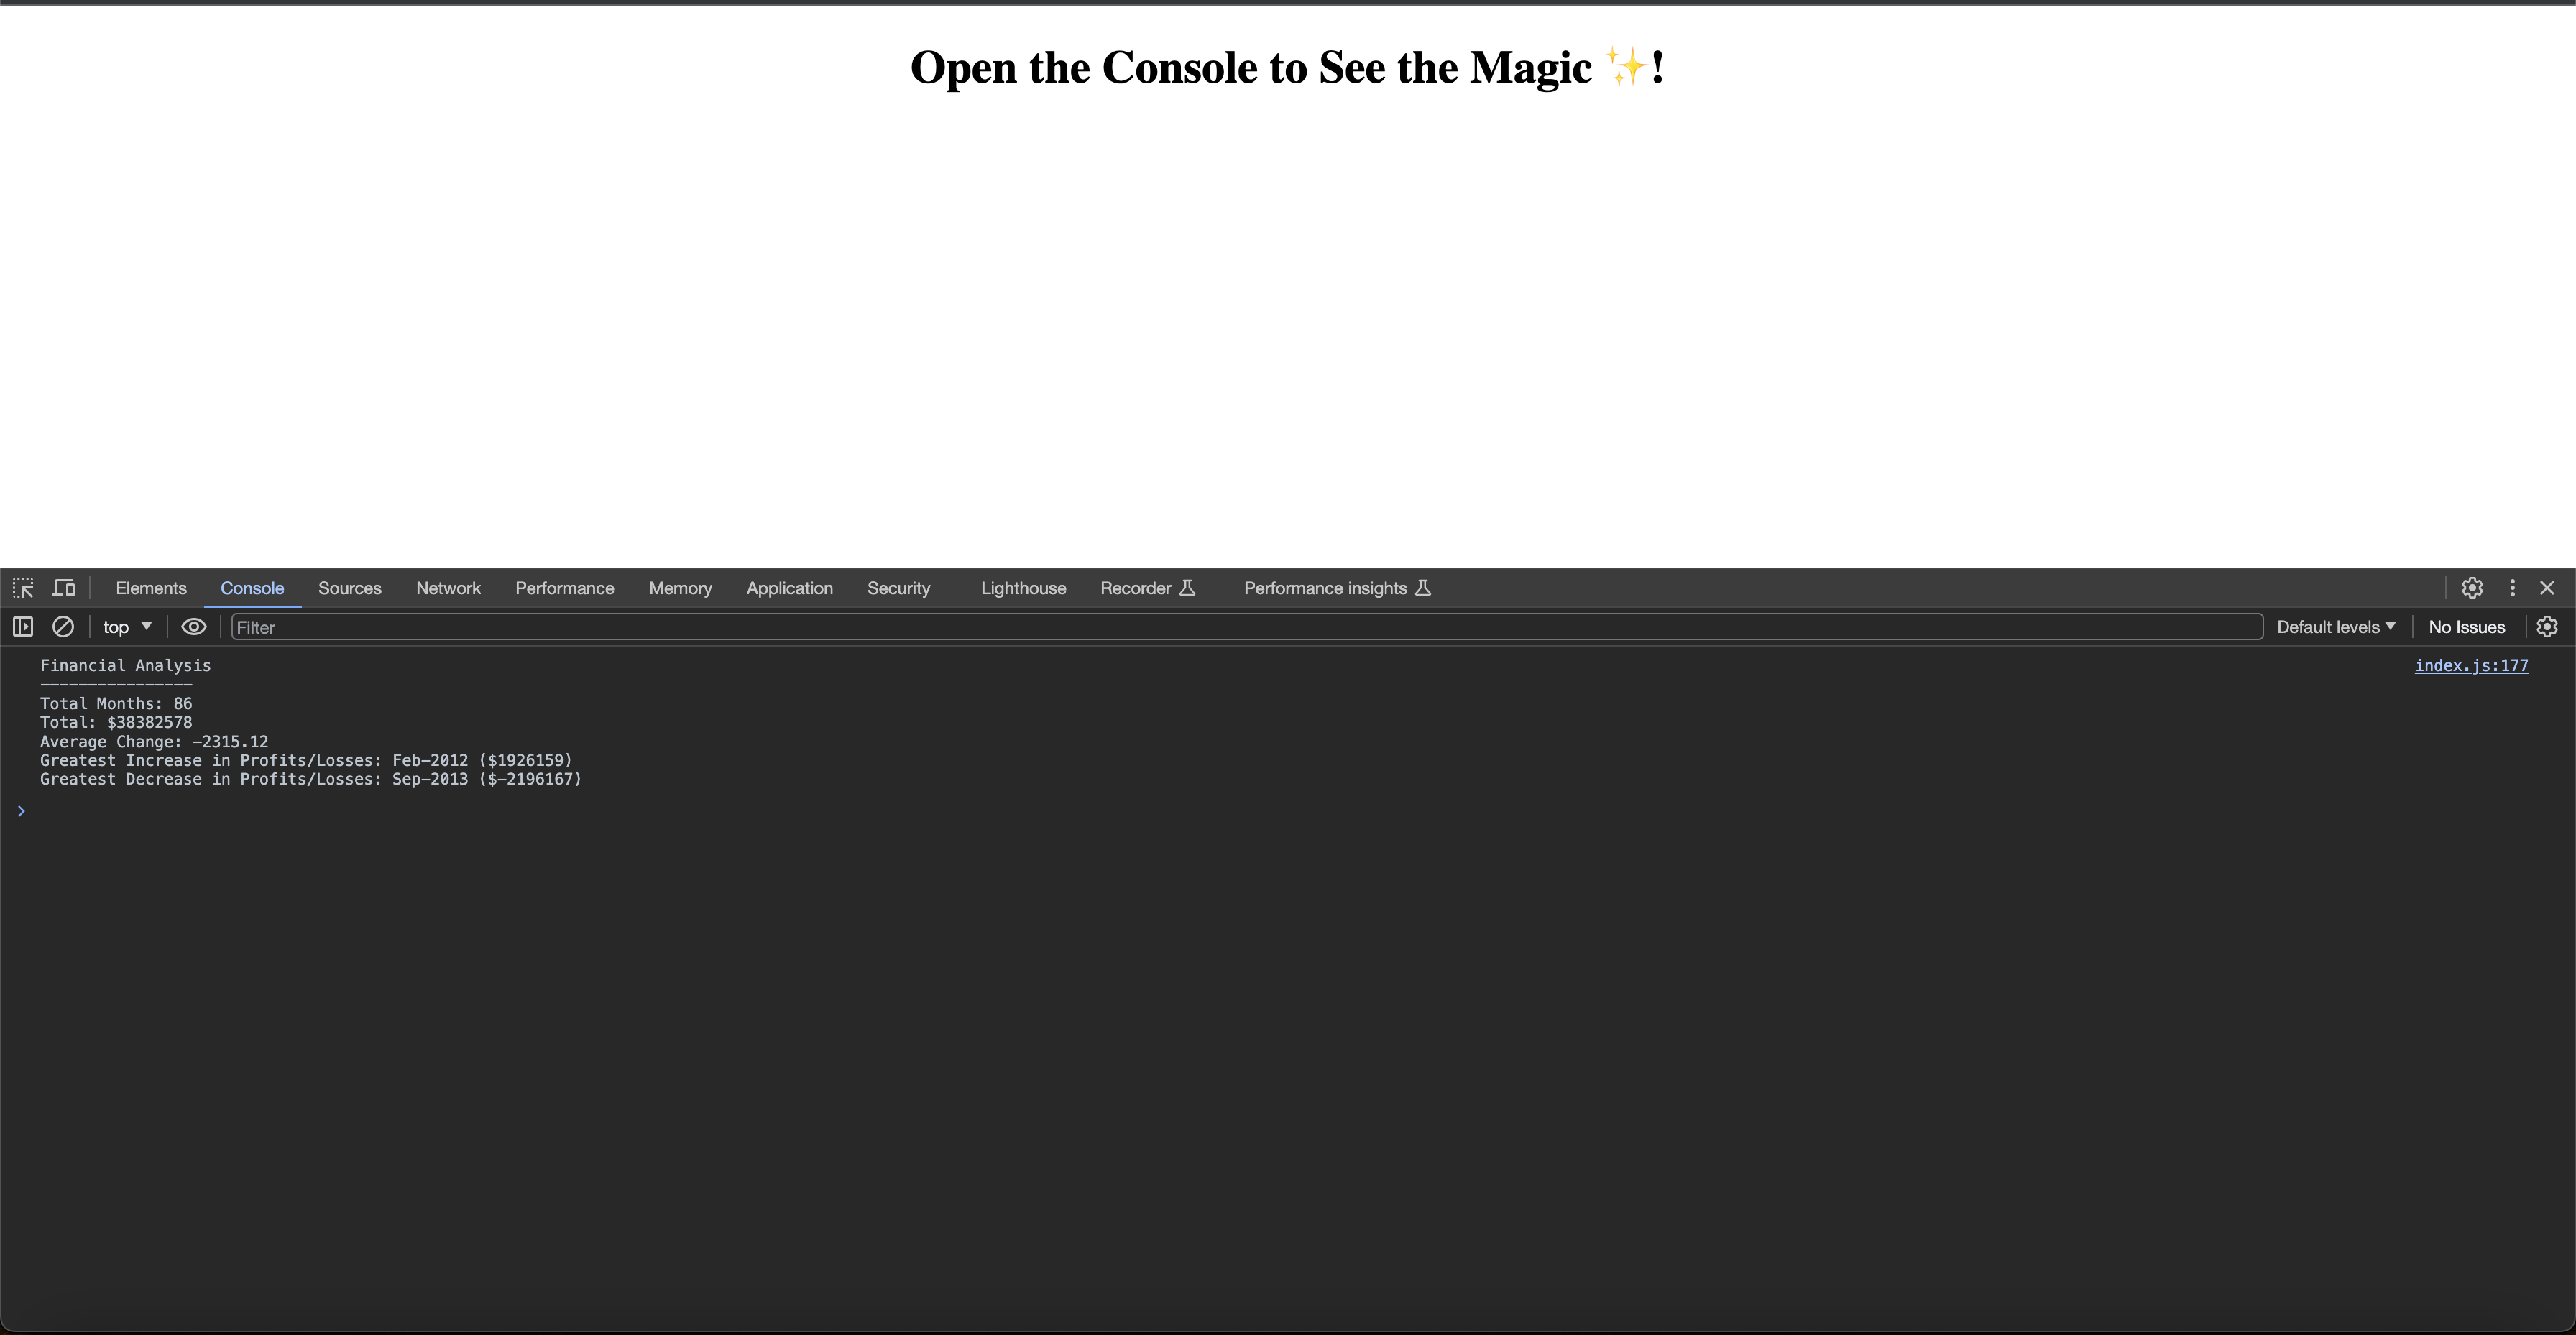 Open the Console to See the Magic ✨!
Elements Console Sources Network Performance Memory Application Security Lighthouse Recorder Performance insights
top Filter Default levels No Issues
Financial Analysis index.js:177
----------------
Total Months: 86
Total: $38382578
Average Change: -2315.12
Greatest Increase in Profits/Losses: Feb-2012 ($1926159)
Greatest Decrease in Profits/Losses: Sep-2013 ($-2196167)